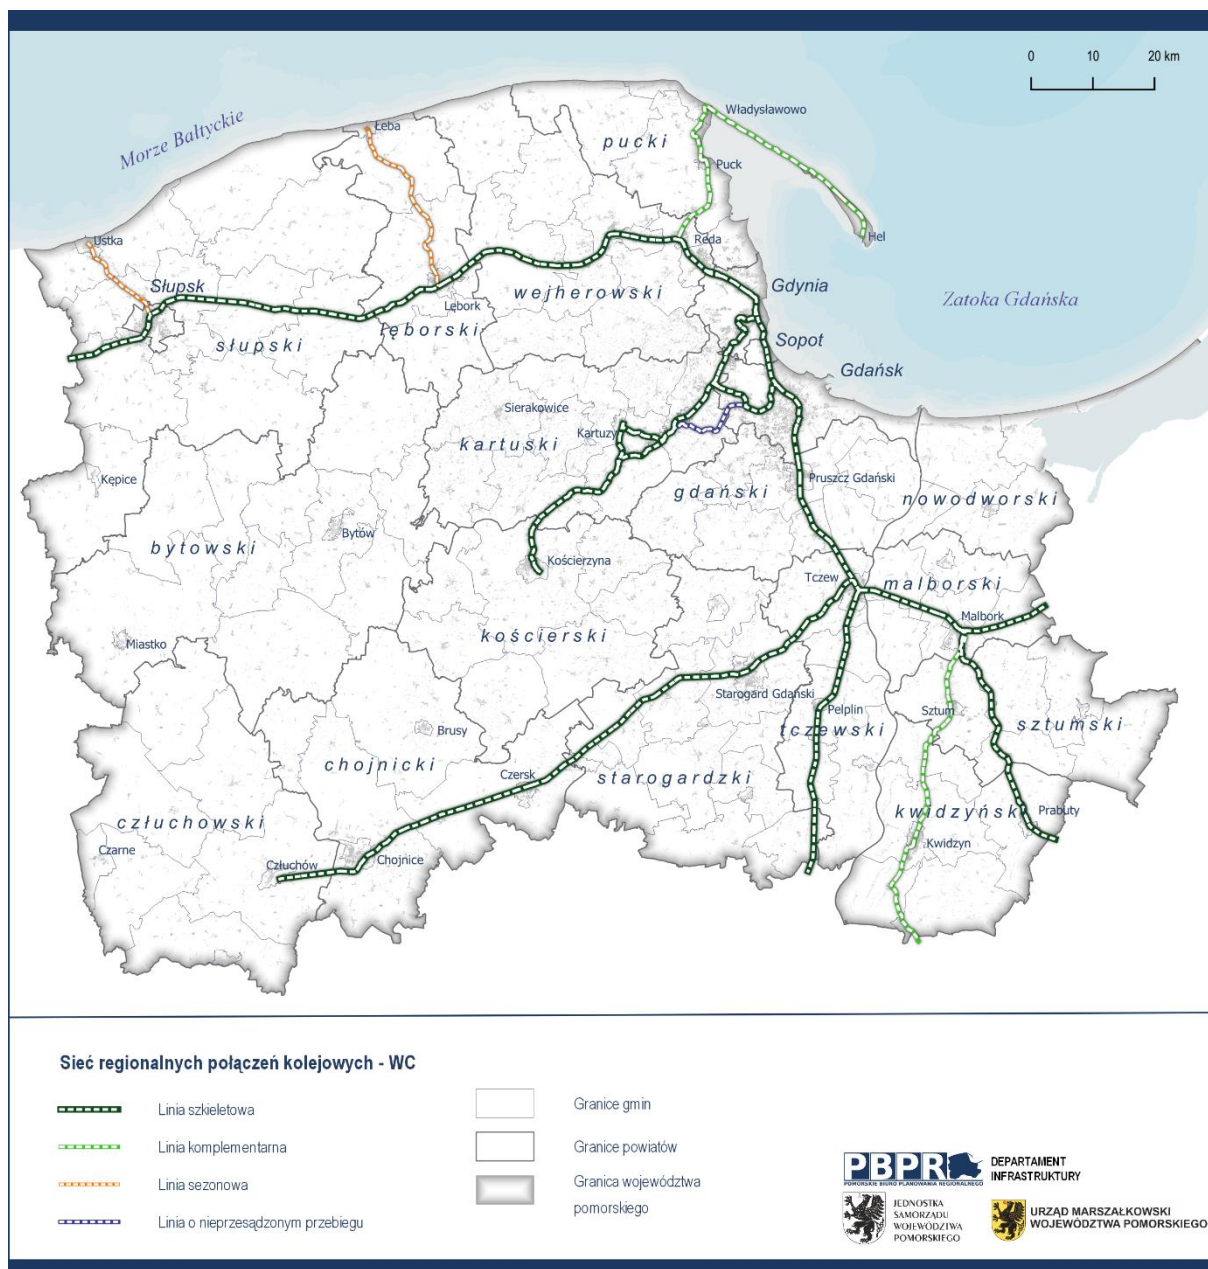 0 10 20 km
Morze Bałtyckie
Łeba
Władysławowo
pucki
Puck
Ustka
Reda
Hel
Słupsk
Gdynia
wejherowski
Zatoka Gdańska
Lębork
lęborski
słupski
Sopot
Gdańsk
Sierakowice
Kartuzy
kartuski
Kępice
gdański
Pruszcz Gdański
nowodworski
Bytów
bytowski
Kościerzyna
Tczew
malborski
Malbork
Miastko
kościerski
Starogard Gdański
Pelplin
Sztum
tczewski
sztumski
Brusy
chojnicki
Czersk
starogardzki
człuchowski
kwidzyński
Prabuty
Czarne
Człuchów
Chojnice
Kwidzyn
Sieć regionalnych połączeń kolejowych - WC
Linia szkieletowa
Linia komplementarna
Linia sezonowa
Linia o nieprzesądzonym przebiegu
Granice gmin
Granice powiatów
Granica województwa
pomorskiego
PBPR
POMORSKIE BIURO PLANOWANIA REGIONALNEGO
DEPARTAMENT
INFRASTRUKTURY
JEDNOSTKA
SAMORZĄDU
WOJEWÓDZTWA
POMORSKIEGO
URZĄD MARSZAŁKOWSKI
WOJEWÓDZTWA POMORSKIEGO